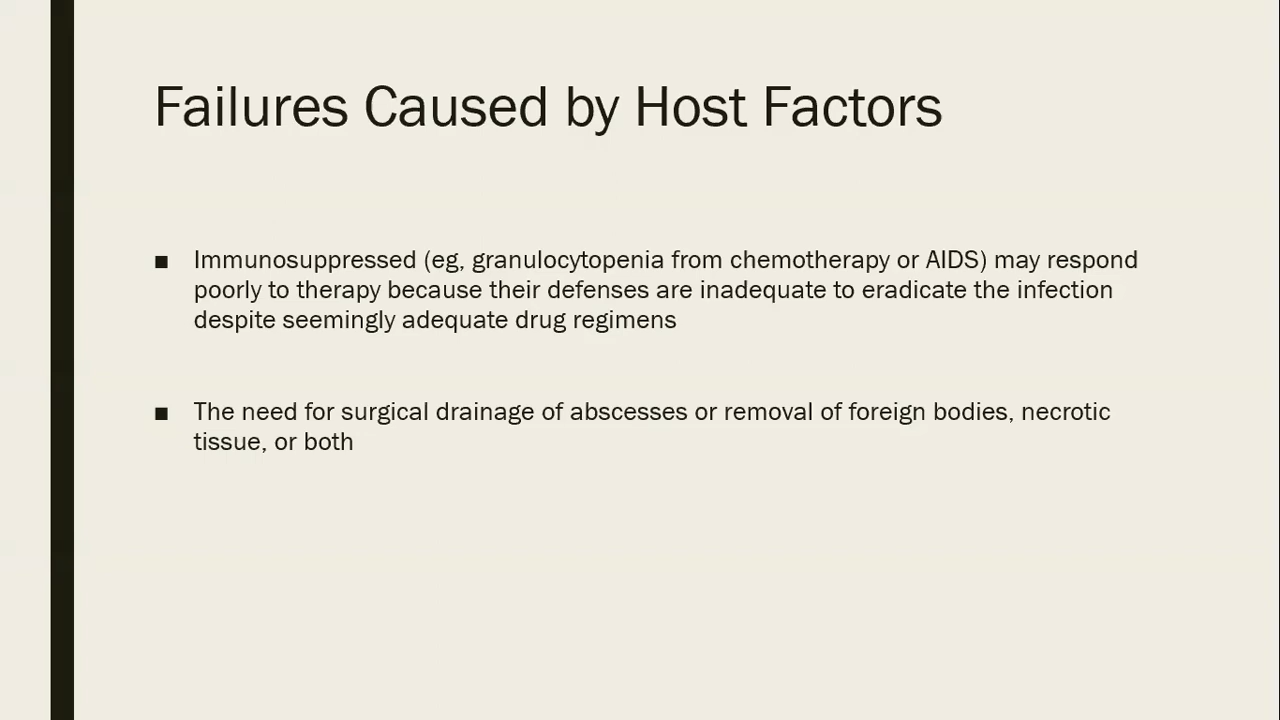 Failures Caused by Host Factors
■ Immunosuppressed (eg, granulocytopenia from chemotherapy or AIDS) may respond
poorly to therapy because their defenses are inadequate to eradicate the infection
despite seemingly adequate drug regimens
■ The need for surgical drainage of abscesses or removal of foreign bodies, necrotic
tissue, or both